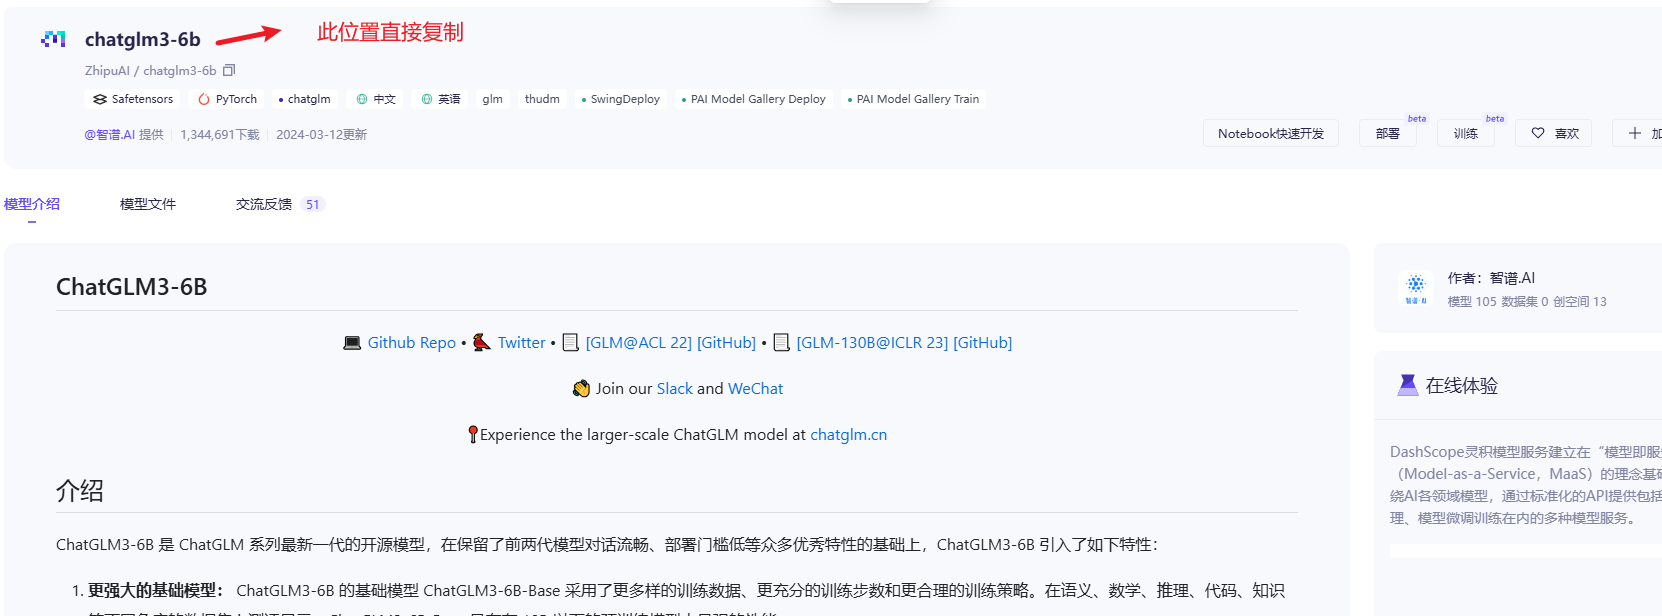 chatglm3-6b
此位置直接复制
ZhipuAI / chatglm3-6b
Safetensors PyTorch chatglm 中文 英语 glm thudm SwingDeploy PAI Model Gallery Deploy PAI Model Gallery Train
@智谱.AI 提供 1,344,691下载 2024-03-12更新
Notebook快速开发 部署 beta 训练 beta 喜欢 加
模型介绍 模型文件 交流反馈 51
ChatGLM3-6B
Github Repo • Twitter • [GLM@ACL 22] [GitHub] • [GLM-130B@ICLR 23] [GitHub]
Join our Slack and WeChat
Experience the larger-scale ChatGLM model at chatglm.cn
介绍
ChatGLM3-6B 是 ChatGLM 系列最新一代的开源模型，在保留了前两代模型对话流畅、部署门槛低等众多优秀特性的基础上，ChatGLM3-6B 引入了如下特性：
1. 更强大的基础模型： ChatGLM3-6B 的基础模型 ChatGLM3-6B-Base 采用了更多样的训练数据、更充分的训练步数和更合理的训练策略。在语义、数学、推理、代码、知识
作者：智谱.AI
模型 105 数据集 0 创空间 13
在线体验
DashScope灵积模型服务建立在“模型即服
（Model-as-a-Service，MaaS）的理念基
绕AI各领域模型，通过标准化的API提供包括
理、模型微调训练在内的多种模型服务。